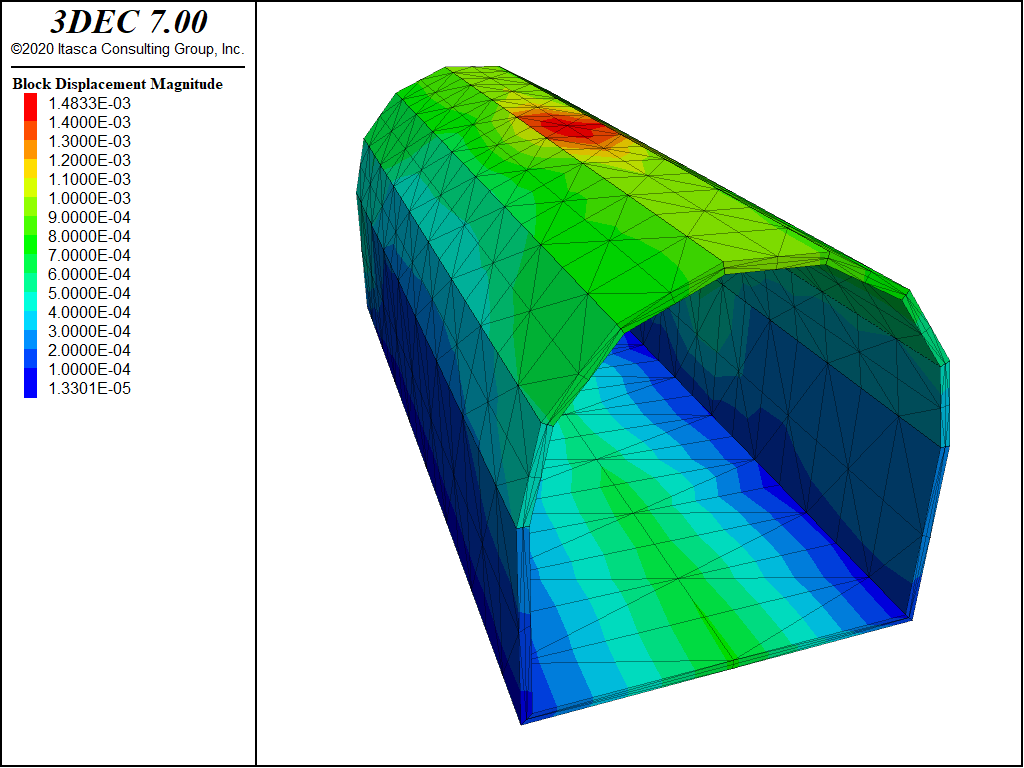 3DEC 7.00
©2020 Itasca Consulting Group, Inc.
Block Displacement Magnitude
1.4833E-03
1.4000E-03
1.3000E-03
1.2000E-03
1.1000E-03
1.0000E-03
9.0000E-04
8.0000E-04
7.0000E-04
6.0000E-04
5.0000E-04
4.0000E-04
3.0000E-04
2.0000E-04
1.0000E-04
1.3301E-05